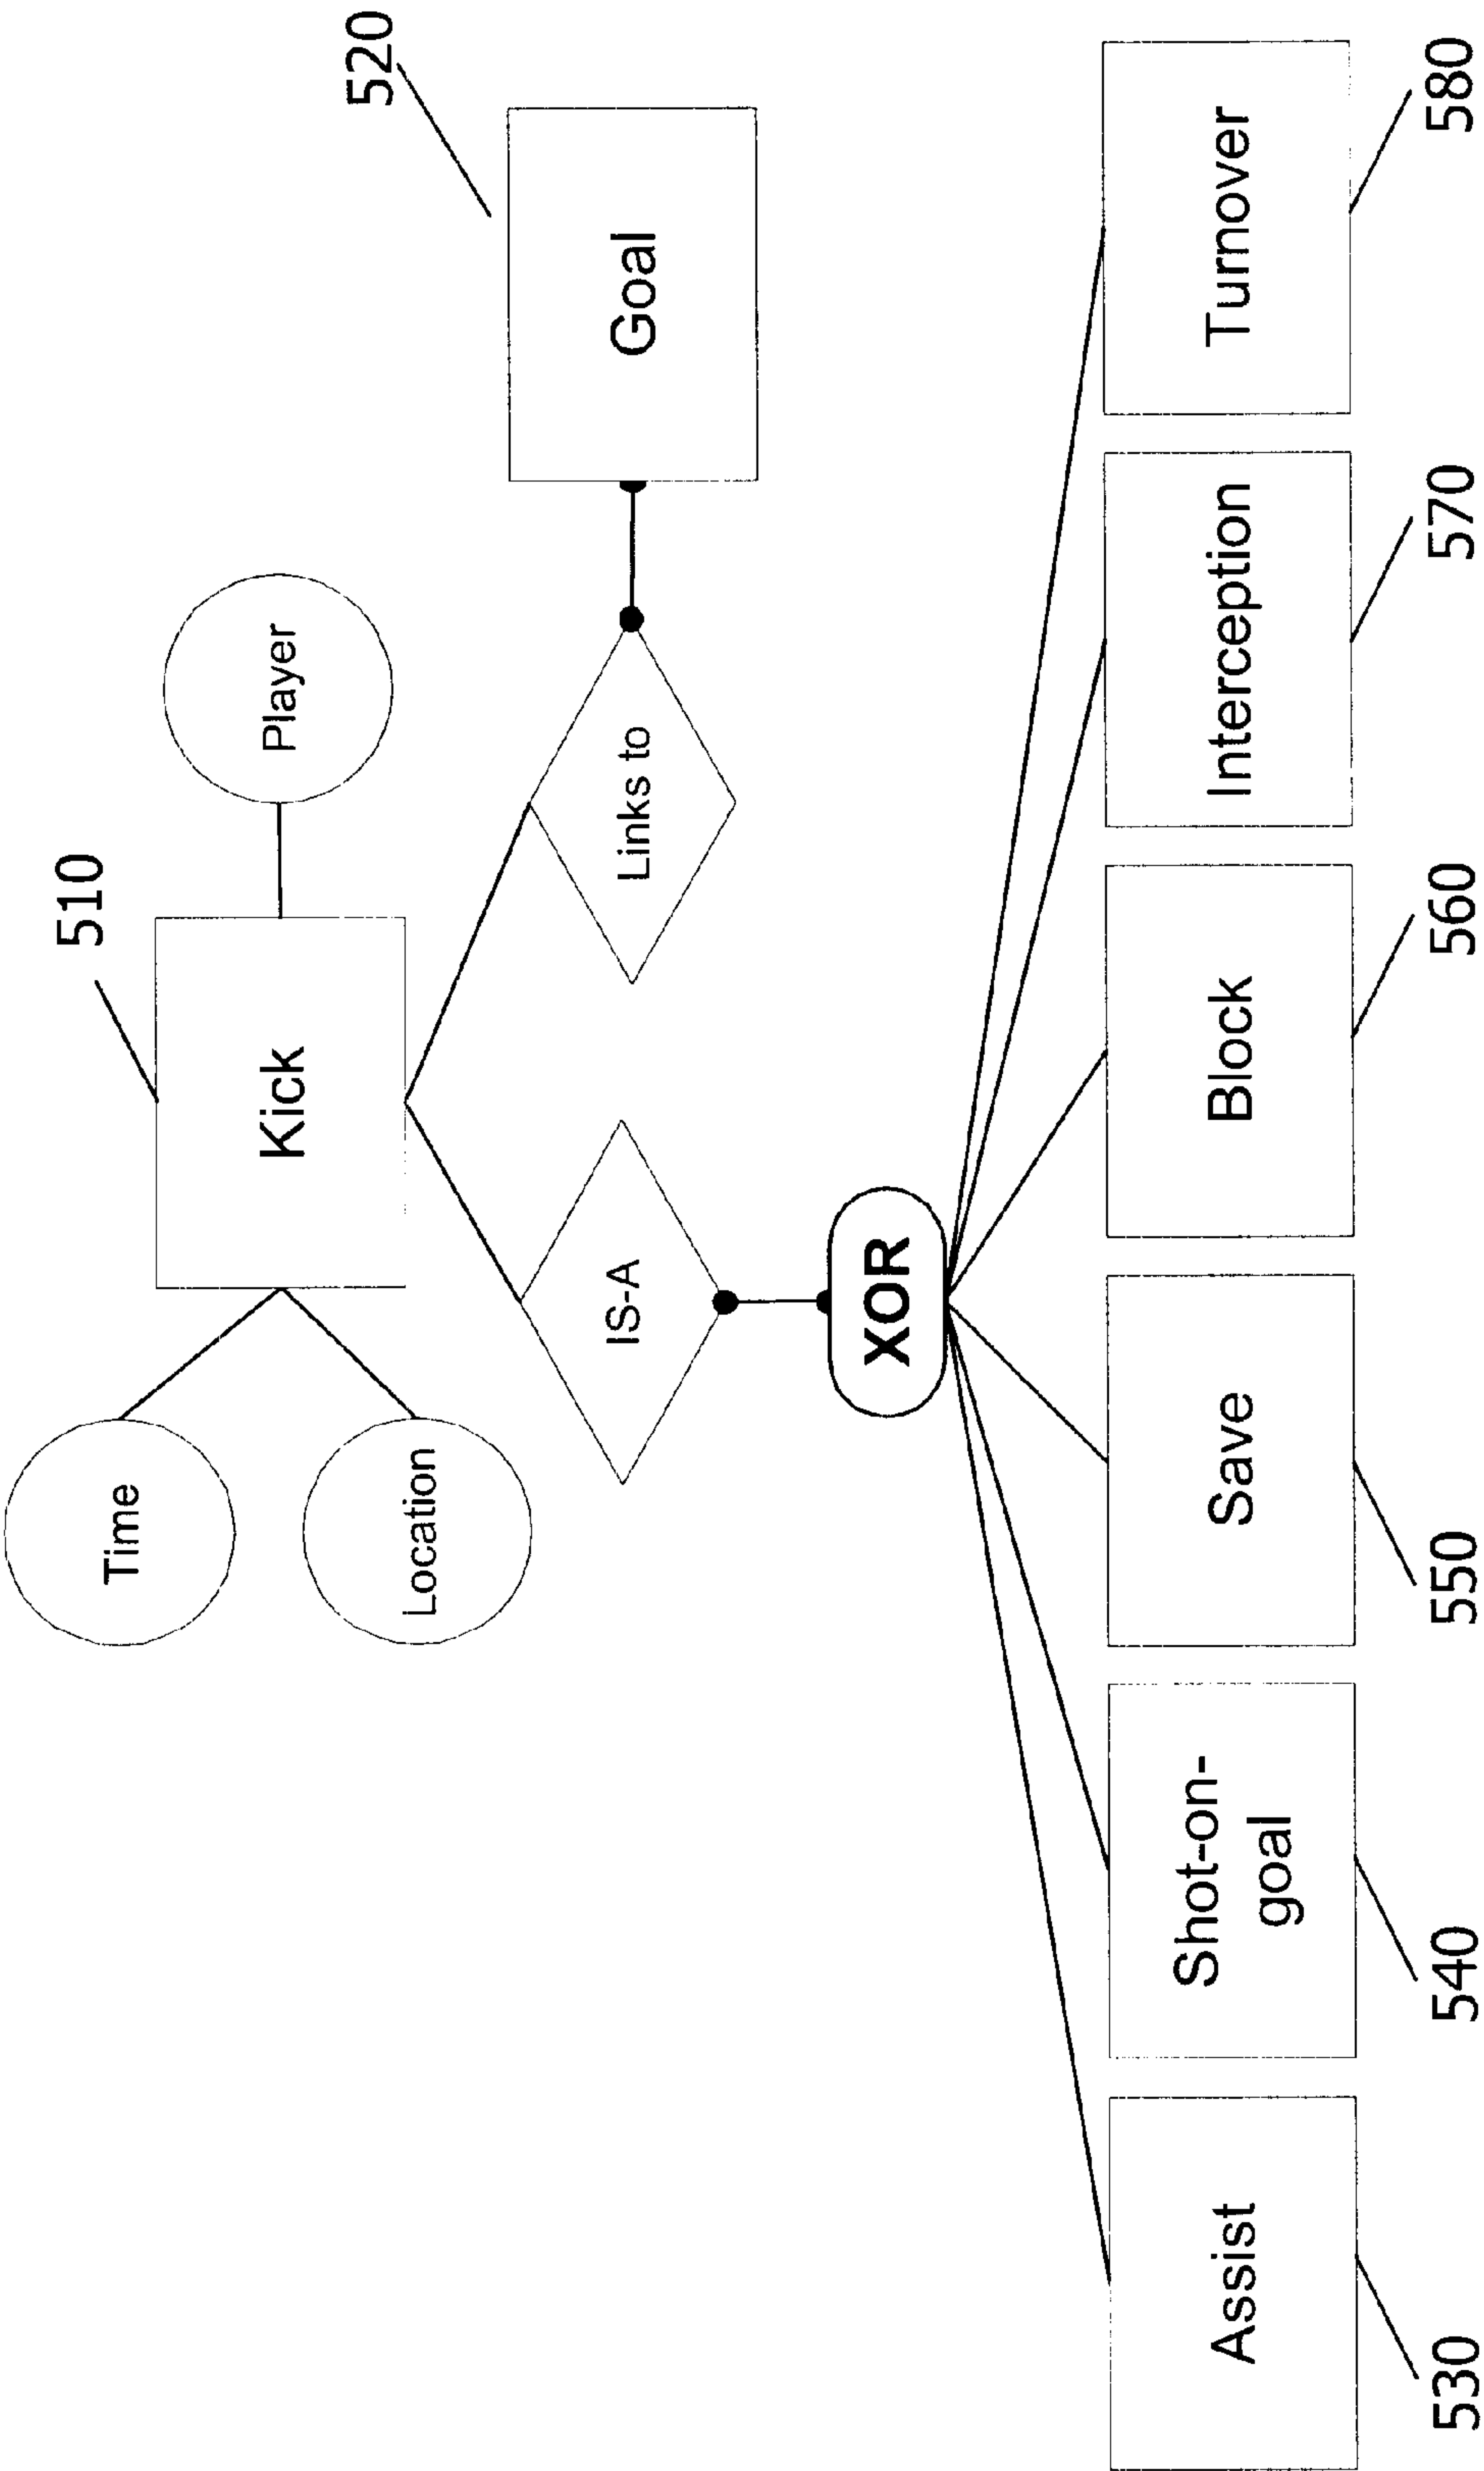 520
510
Time
Kick
Player
Location
IS-A
Links to
Goal
XOR
Assist
Shot-on-
goal
Save
Block
Interception
Turnover
530
540
550
560
570
580